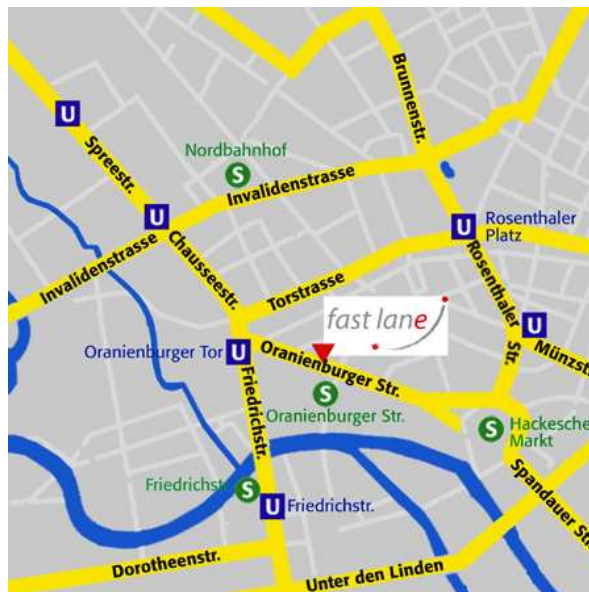 Brunnenstr.
U
Spreestr.
Nordbahnhof
S
Invalidenstrasse
U
Invalidenstrasse
Chausseestr.
U
Rosenthaler
Platz
Rosenthaler
Str.
Torstrasse
fast lane
U
Münzst
Oranienburger Tor
U
Oranienburger Str.
S
Oranienburger Str.
Friedrichstr.
S
Hackesche
Markt
Spandauer Str.
Friedrichstr
S
U
Friedrichstr.
Dorotheenstr.
Unter den Linden